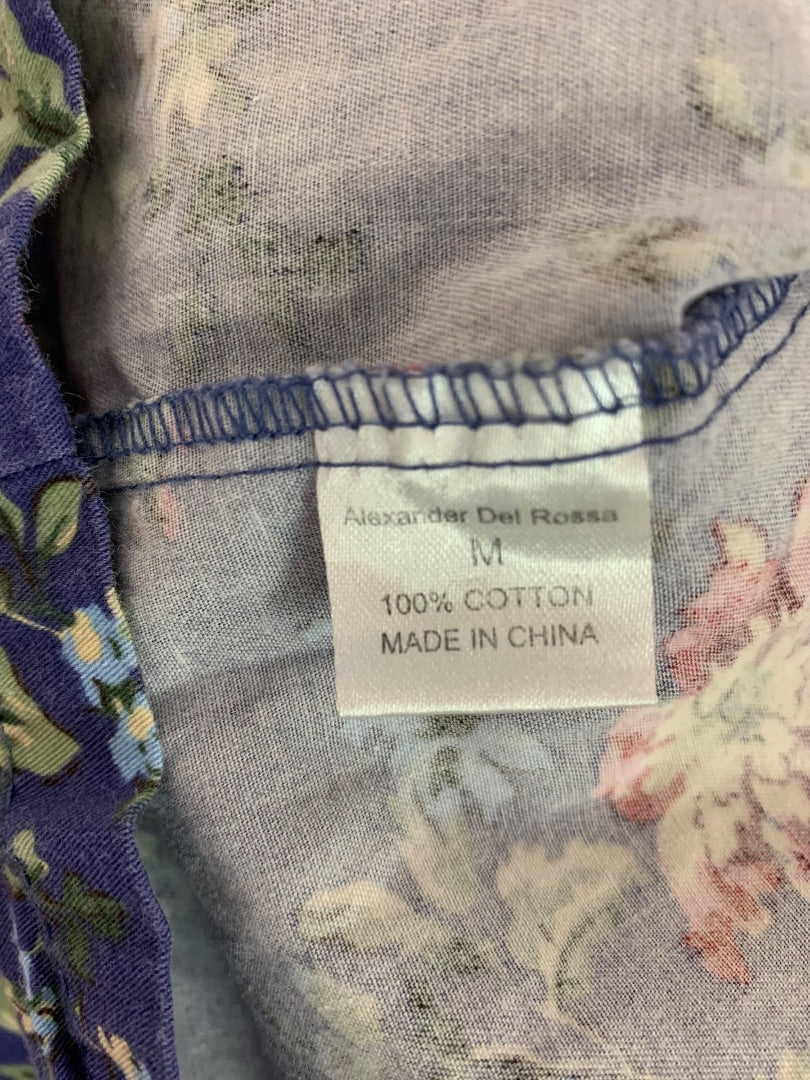 Alexander Del Rossa
M
100% COTTON
MADE IN CHINA